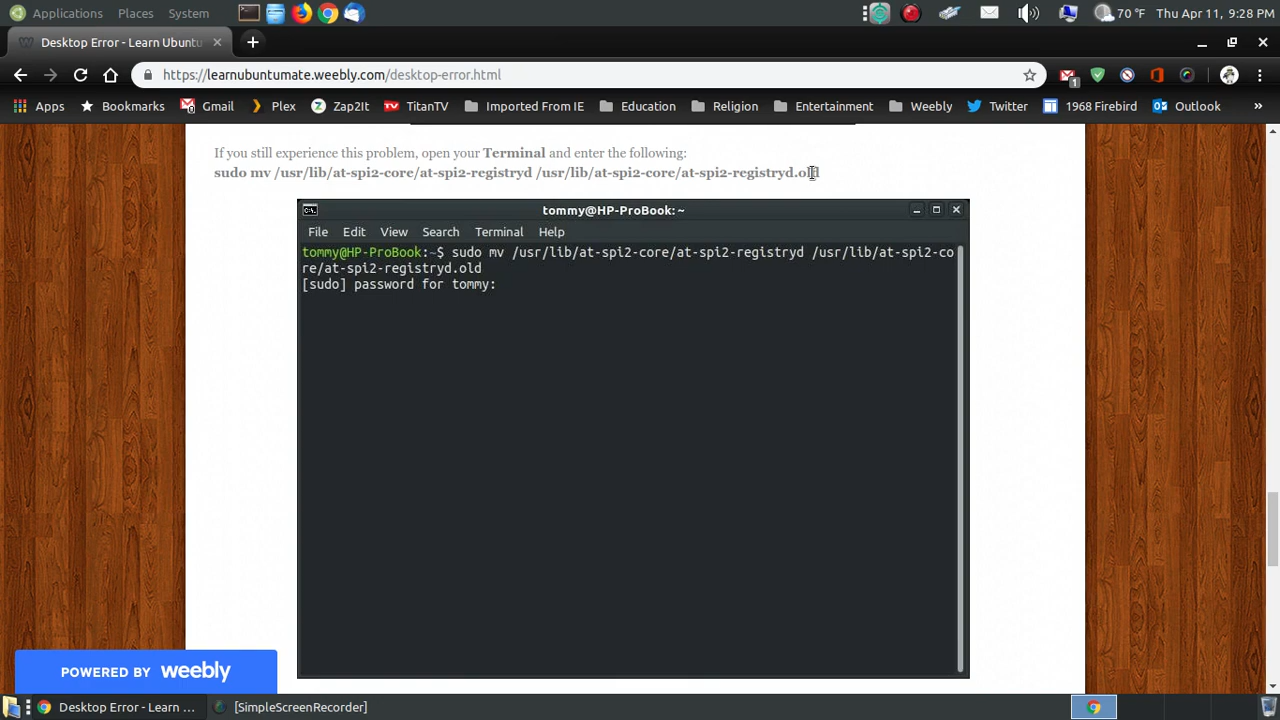 Applications Places System 70 °F Thu Apr 11, 9:28 PM
Desktop Error - Learn Ubuntu
https://learnubuntumate.weebly.com/desktop-error.html 1
Apps Bookmarks Gmail Plex Zap2It TitanTV Imported From IE Education Religion Entertainment Weebly Twitter 1968 Firebird Outlook »
If you still experience this problem, open your Terminal and enter the following:
sudo mv /usr/lib/at-spi2-core/at-spi2-registryd /usr/lib/at-spi2-core/at-spi2-registryd.old
tommy@HP-ProBook: ~
File Edit View Search Terminal Help
tommy@HP-ProBook:~$ sudo mv /usr/lib/at-spi2-core/at-spi2-registryd /usr/lib/at-spi2-co
re/at-spi2-registryd.old
[sudo] password for tommy:
POWERED BY weebly
Desktop Error - Learn ... [SimpleScreenRecorder]